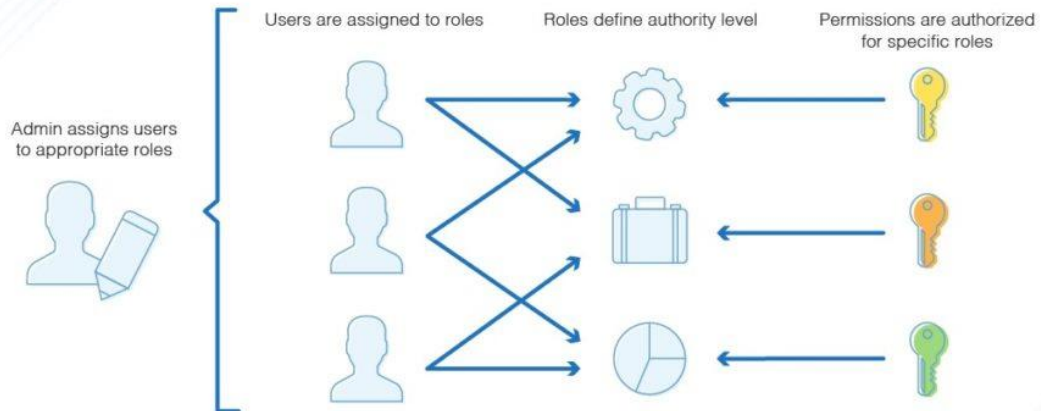 Users are assigned to roles
Roles define authority level
Permissions are authorized
for specific roles
Admin assigns users
to appropriate roles